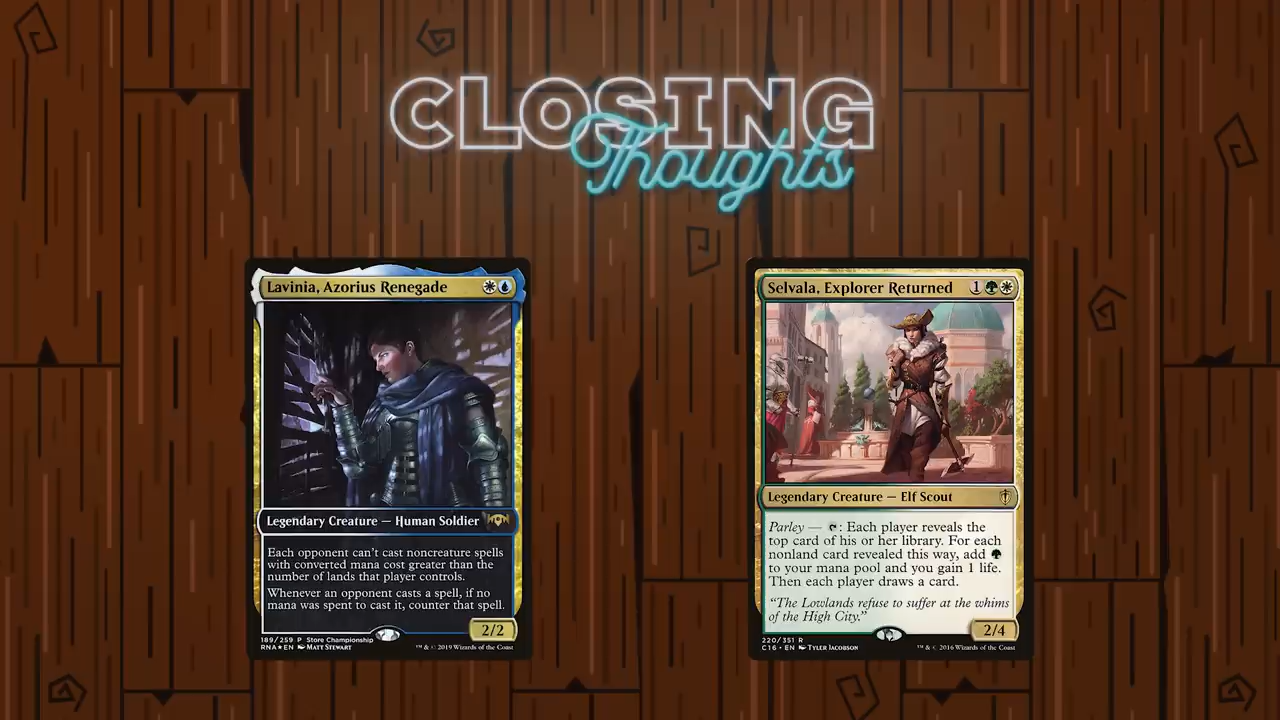 CLOSING
Thoughts
Lavinia, Azorius Renegade
Legendary Creature — Human Soldier
Each opponent can't cast noncreature spells
with converted mana cost greater than the
number of lands that player controls.
Whenever an opponent casts a spell, if no
mana was spent to cast it, counter that spell.
2/2
189/259 P Store Championship
RNA★EN Matt Stewart
™ & © 2019 Wizards of the Coast
Selvala, Explorer Returned 1
Legendary Creature — Elf Scout
Parley — : Each player reveals the
top card of his or her library. For each
nonland card revealed this way, add
to your mana pool and you gain 1 life.
Then each player draws a card.
"The Lowlands refuse to suffer at the whims
of the High City."
2/4
220/351 R
C16 • EN Tyler Jacobson
™ & © 2016 Wizards of the Coast